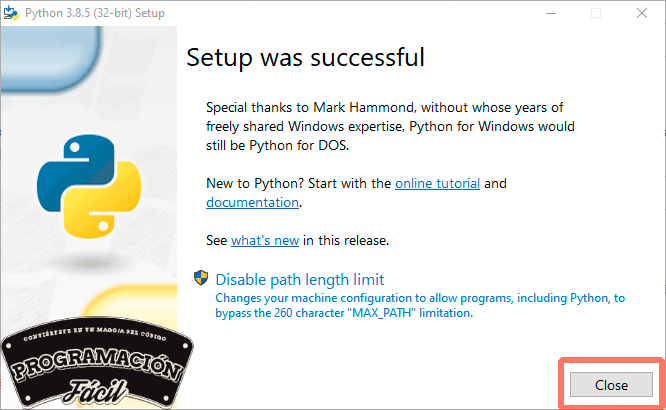 Python 3.8.5 (32-bit) Setup
Setup was successful
Special thanks to Mark Hammond, without whose years of
freely shared Windows expertise, Python for Windows would
still be Python for DOS.
New to Python? Start with the online tutorial and
documentation.
See what's new in this release.
Disable path length limit
Changes your machine configuration to allow programs, including Python, to
bypass the 260 character "MAX_PATH" limitation.
CONVIÉRTETE EN UN MAGO/A DEL CÓDIGO
PROGRAMACIÓN
Fácil
Close